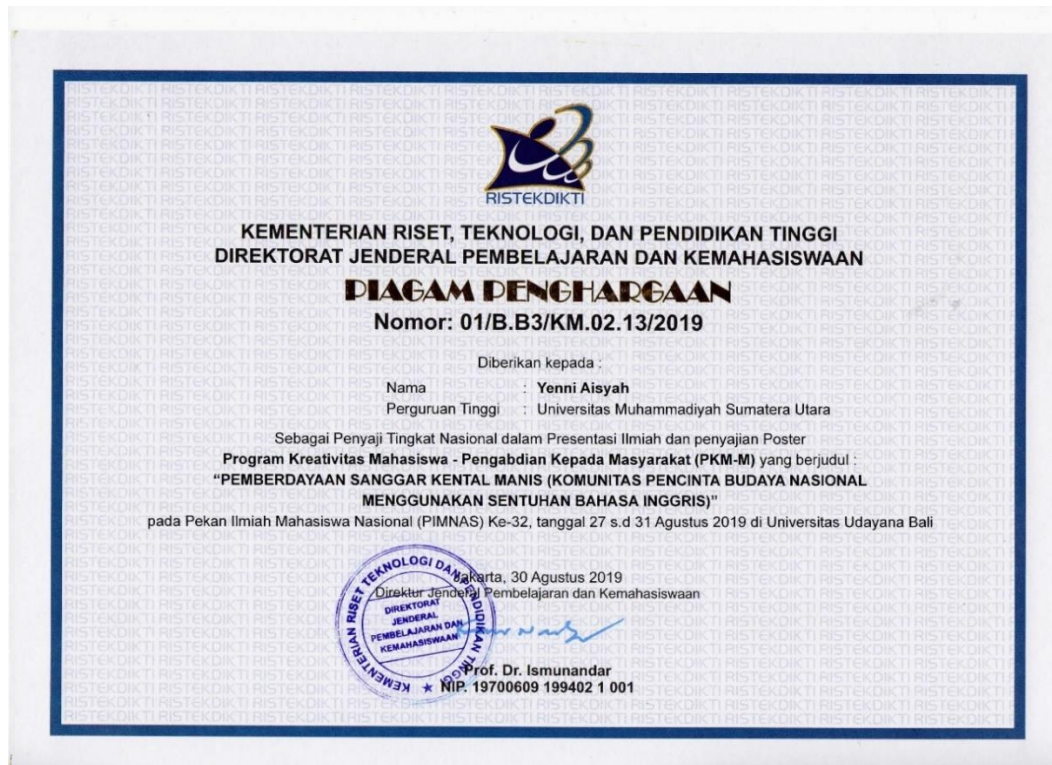 RISTEKDIKTI
KEMENTERIAN RISET, TEKNOLOGI, DAN PENDIDIKAN TINGGI
DIREKTORAT JENDERAL PEMBELAJARAN DAN KEMAHASISWAAN
PIAGAM PENGHARGAAN
Nomor: 01/B.B3/KM.02.13/2019
Diberikan kepada :
Nama : Yenni Aisyah
Perguruan Tinggi : Universitas Muhammadiyah Sumatera Utara
Sebagai Penyaji Tingkat Nasional dalam Presentasi Ilmiah dan penyajian Poster
Program Kreativitas Mahasiswa - Pengabdian Kepada Masyarakat (PKM-M) yang berjudul :
“PEMBERDAYAAN SANGGAR KENTAL MANIS (KOMUNITAS PENCINTA BUDAYA NASIONAL
MENGGUNAKAN SENTUHAN BAHASA INGGRIS)”
pada Pekan Ilmiah Mahasiswa Nasional (PIMNAS) Ke-32, tanggal 27 s.d 31 Agustus 2019 di Universitas Udayana Bali
Jakarta, 30 Agustus 2019
Direktur Jenderal Pembelajaran dan Kemahasiswaan
KEMENTERIAN RISET TEKNOLOGI DAN PENDIDIKAN TINGGI
DIREKTORAT
JENDERAL
PEMBELAJARAN DAN
KEMAHASISWAAN
Prof. Dr. Ismunandar
NIP. 19700609 199402 1 001